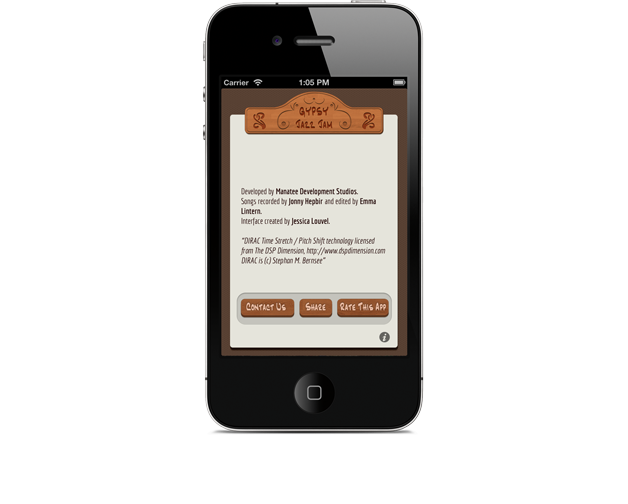 Carrier 1:05 PM
GYPSY
JAZZ JAM
Developed by Manatee Development Studios.
Songs recorded by Jonny Hepbir and edited by Emma
Lintern.
Interface created by Jessica Louvel.
"DIRAC Time Stretch / Pitch Shift technology licensed
from The DSP Dimension, http://www.dspdimension.com
DIRAC is (c) Stephan M. Bernsee"
CONTACT US SHARE RATE THIS APP
i